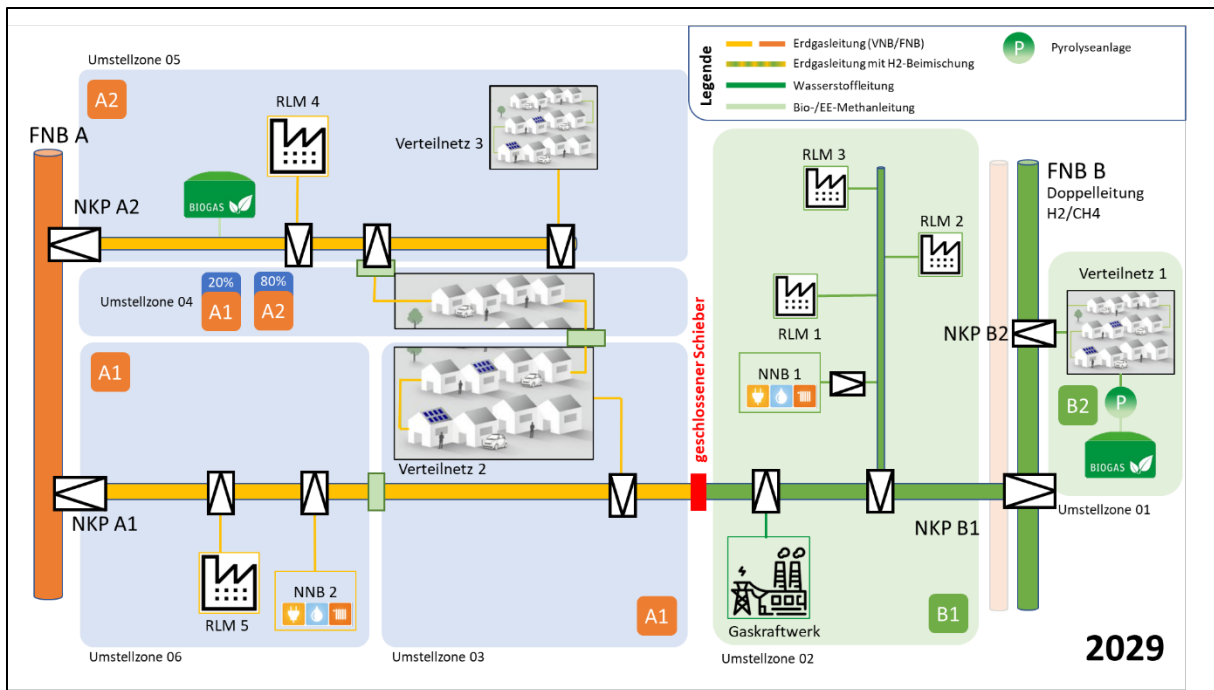 Umstellzone 05
A2
RLM 4
Verteilnetz 3
FNB A
NKP A2
BIOGAS
Legende
Erdgasleitung (VNB/FNB)
Erdgasleitung mit H2-Beimischung
Wasserstoffleitung
Bio-/EE-Methanleitung
P
Pyrolyseanlage
RLM 3
RLM 2
RLM 1
NNB 1
FNB B
Doppelleitung
H2/CH4
Verteilnetz 1
NKP B2
B2
P
BIOGAS
Umstellzone 01
Umstellzone 04
20%
A1
80%
A2
A1
Verteilnetz 2
geschlossener Schieber
NKP A1
RLM 5
NNB 2
Umstellzone 06
A1
Umstellzone 03
NKP B1
Gaskraftwerk
B1
Umstellzone 02
2029